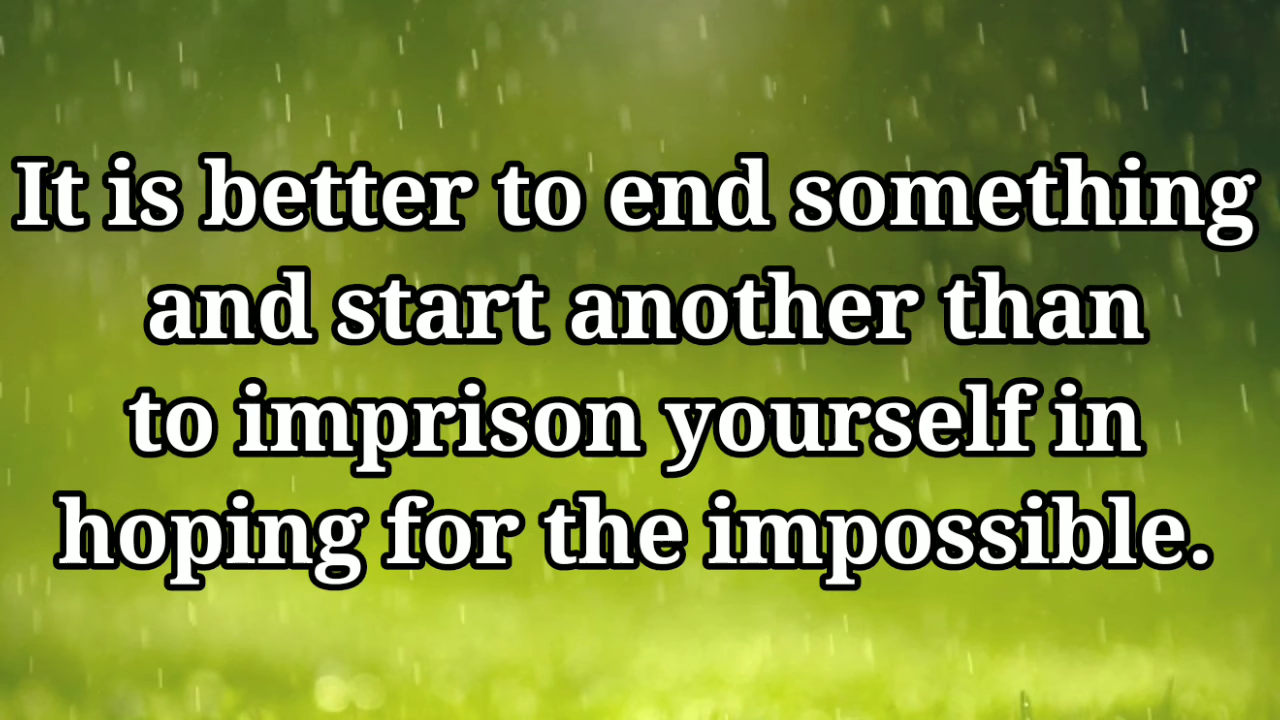 It is better to end something
and start another than
to imprison yourself in
hoping for the impossible.